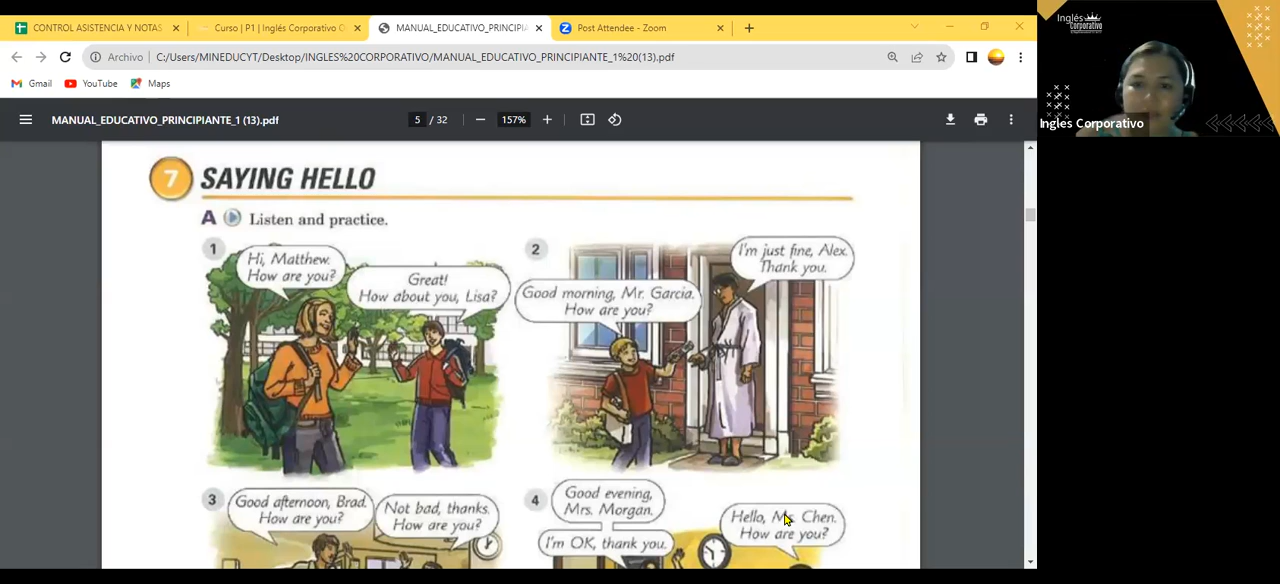 CONTROL ASISTENCIA Y NOTAS
Curso | P1 | Inglés Corporativo O
MANUAL_EDUCATIVO_PRINCIPIA
Post Attendee - Zoom
Archivo
C:/Users/MINEDUCYT/Desktop/INGLES%20CORPORATIVO/MANUAL_EDUCATIVO_PRINCIPIANTE_1%20(13).pdf
Gmail
YouTube
Maps
MANUAL_EDUCATIVO_PRINCIPIANTE_1 (13).pdf
5 / 32
157%
7 SAYING HELLO
A Listen and practice.
1
Hi, Matthew.
How are you?
Great!
How about you, Lisa?
2
Good morning, Mr. Garcia.
How are you?
I'm just fine, Alex.
Thank you.
3
Good afternoon, Brad.
How are you?
Not bad, thanks.
How are you?
4
Good evening,
Mrs. Morgan.
I'm OK, thank you.
Hello, Chen.
How are you?
Inglés
Corporativo
Ingles Corporativo